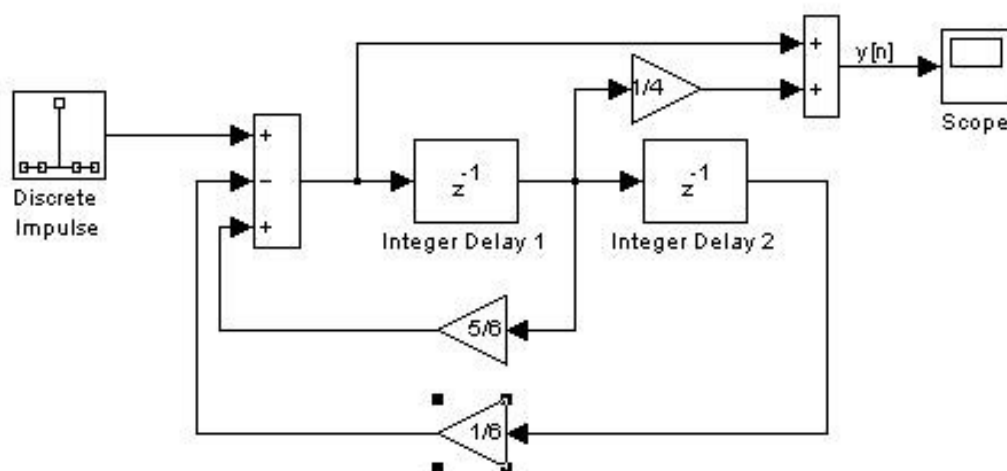 +
+
1/4
y[n]
Scope
+
−
+
Discrete
Impulse
z⁻¹
Integer Delay 1
z⁻¹
Integer Delay 2
5/6
1/6